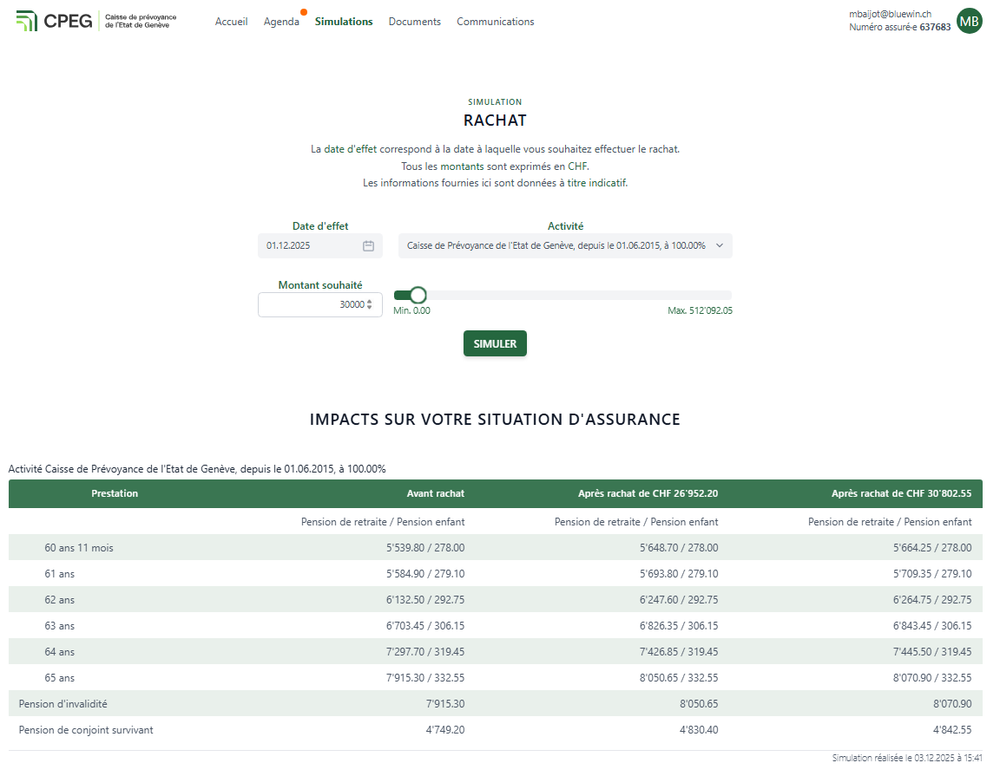 CPEG Caisse de prévoyance de l'Etat de Genève
Accueil Agenda Simulations Documents Communications
mbaijot@bluewin.ch
Numéro assuré·e 637683
MB
SIMULATION
RACHAT
La date d'effet correspond à la date à laquelle vous souhaitez effectuer le rachat.
Tous les montants sont exprimés en CHF.
Les informations fournies ici sont données à titre indicatif.
Date d'effet Activité
01.12.2025 Caisse de Prévoyance de l'Etat de Genève, depuis le 01.06.2015, à 100.00%
Montant souhaité
30000
Min. 0.00 Max. 512'092.05
SIMULER
IMPACTS SUR VOTRE SITUATION D'ASSURANCE
Activité Caisse de Prévoyance de l'Etat de Genève, depuis le 01.06.2015, à 100.00%
Prestation Avant rachat Après rachat de CHF 26'952.20 Après rachat de CHF 30'802.55
Pension de retraite / Pension enfant Pension de retraite / Pension enfant Pension de retraite / Pension enfant
60 ans 11 mois 5'539.80 / 278.00 5'648.70 / 278.00 5'664.25 / 278.00
61 ans 5'584.90 / 279.10 5'693.80 / 279.10 5'709.35 / 279.10
62 ans 6'132.50 / 292.75 6'247.60 / 292.75 6'264.75 / 292.75
63 ans 6'703.45 / 306.15 6'826.35 / 306.15 6'843.45 / 306.15
64 ans 7'297.70 / 319.45 7'426.85 / 319.45 7'445.50 / 319.45
65 ans 7'915.30 / 332.55 8'050.65 / 332.55 8'070.90 / 332.55
Pension d'invalidité 7'915.30 8'050.65 8'070.90
Pension de conjoint survivant 4'749.20 4'830.40 4'842.55
Simulation réalisée le 03.12.2025 à 15:41